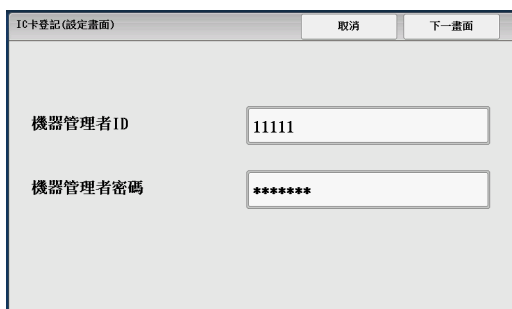 IC卡登記(設定畫面) 取消 下一畫面
機器管理者ID 11111
機器管理者密碼 *******